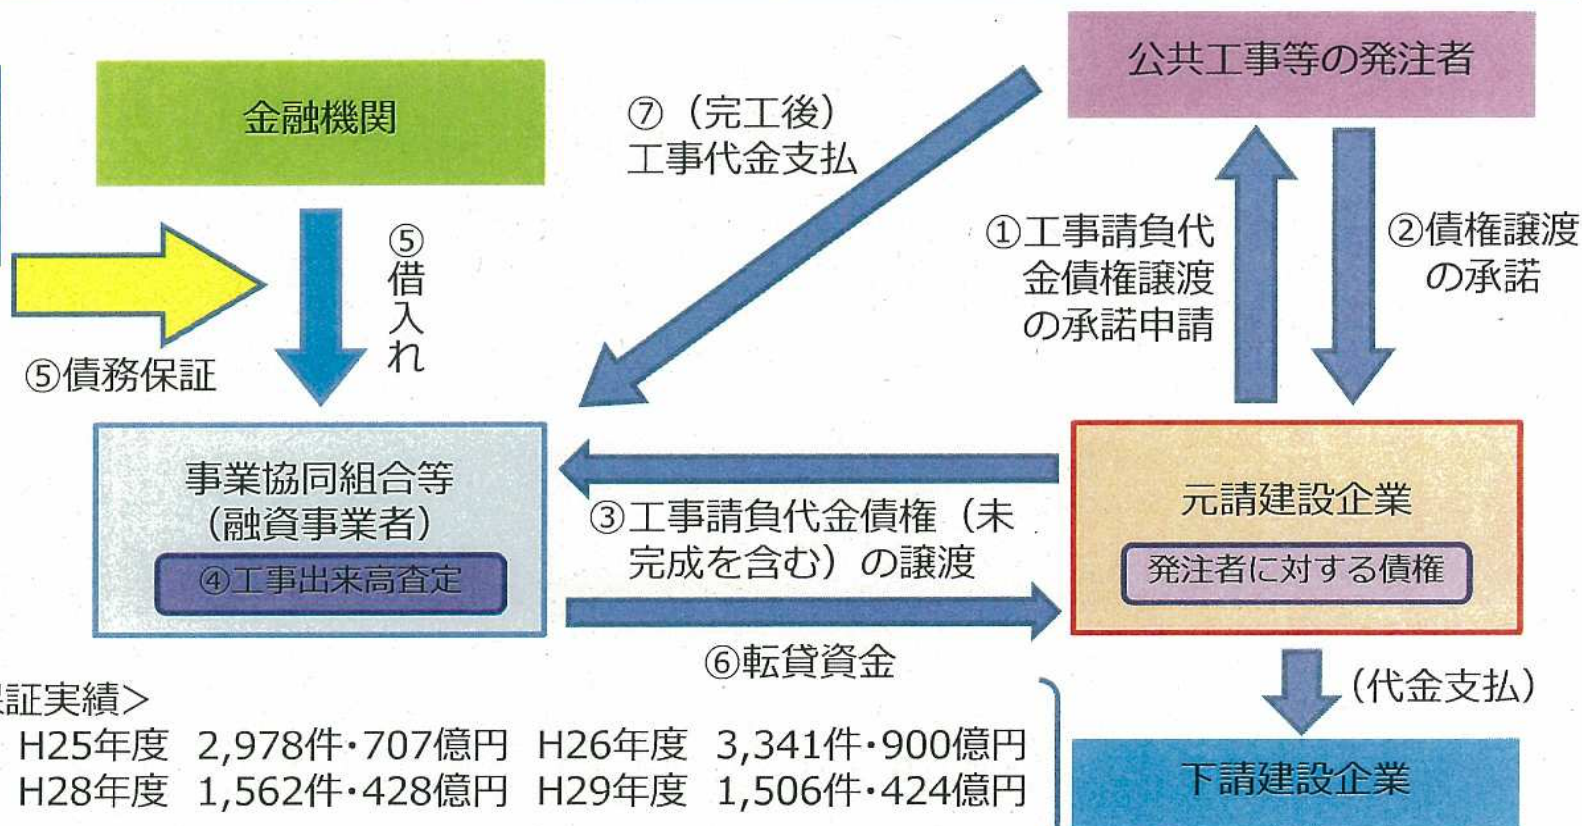 公共工事等の発注者
金融機関
⑦（完工後）
工事代金支払
①工事請負代
金債権譲渡
の承諾申請
②債権譲渡
の承諾
⑤借入れ
⑤債務保証
事業協同組合等
（融資事業者）
④工事出来高査定
③工事請負代金債権（未
完成を含む）の譲渡
元請建設企業
発注者に対する債権
⑥転貸資金
（代金支払）
証実績＞
H25年度 2,978件・707億円 H26年度 3,341件・900億円
H28年度 1,562件・428億円 H29年度 1,506件・424億円
下請建設企業